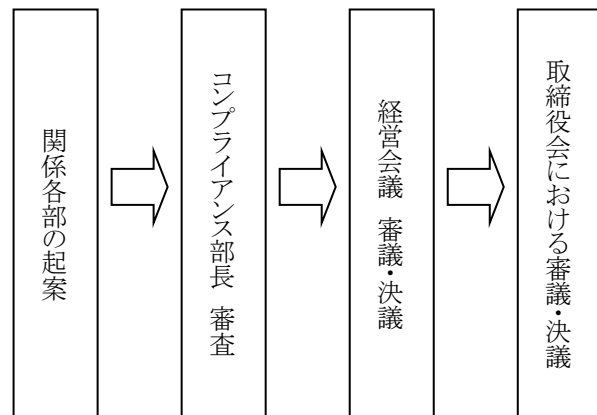 関係各部の起案
コンプライアンス部長 審査
経営会議 審議・決議
取締役会における審議・決議